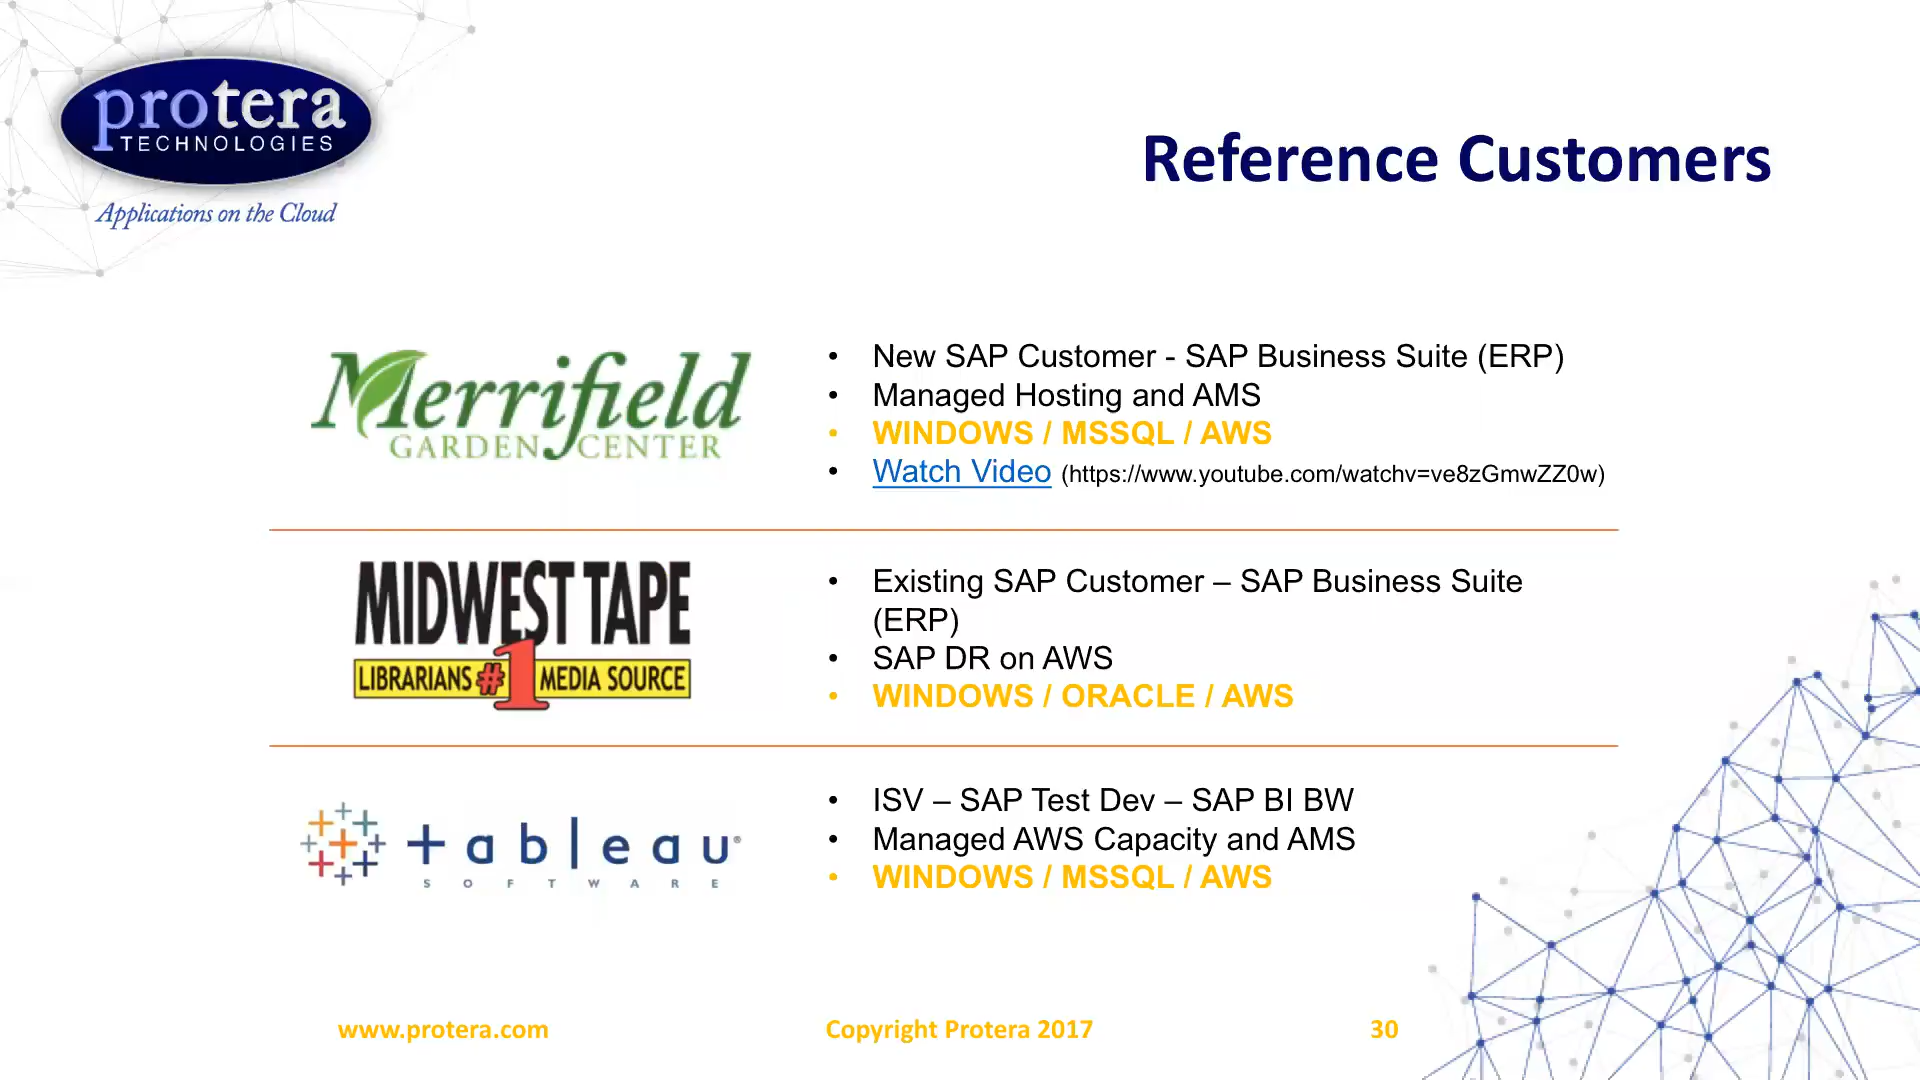 protera
TECHNOLOGIES
Applications on the Cloud
Reference Customers
Merrifield
GARDEN CENTER
• New SAP Customer - SAP Business Suite (ERP)
• Managed Hosting and AMS
• WINDOWS / MSSQL / AWS
• Watch Video (https://www.youtube.com/watchv=ve8zGmwZZ0w)
MIDWEST TAPE
LIBRARIANS #1 MEDIA SOURCE
• Existing SAP Customer – SAP Business Suite
(ERP)
• SAP DR on AWS
• WINDOWS / ORACLE / AWS
+ableau®
SOFTWARE
• ISV – SAP Test Dev – SAP BI BW
• Managed AWS Capacity and AMS
• WINDOWS / MSSQL / AWS
www.protera.com
Copyright Protera 2017
30